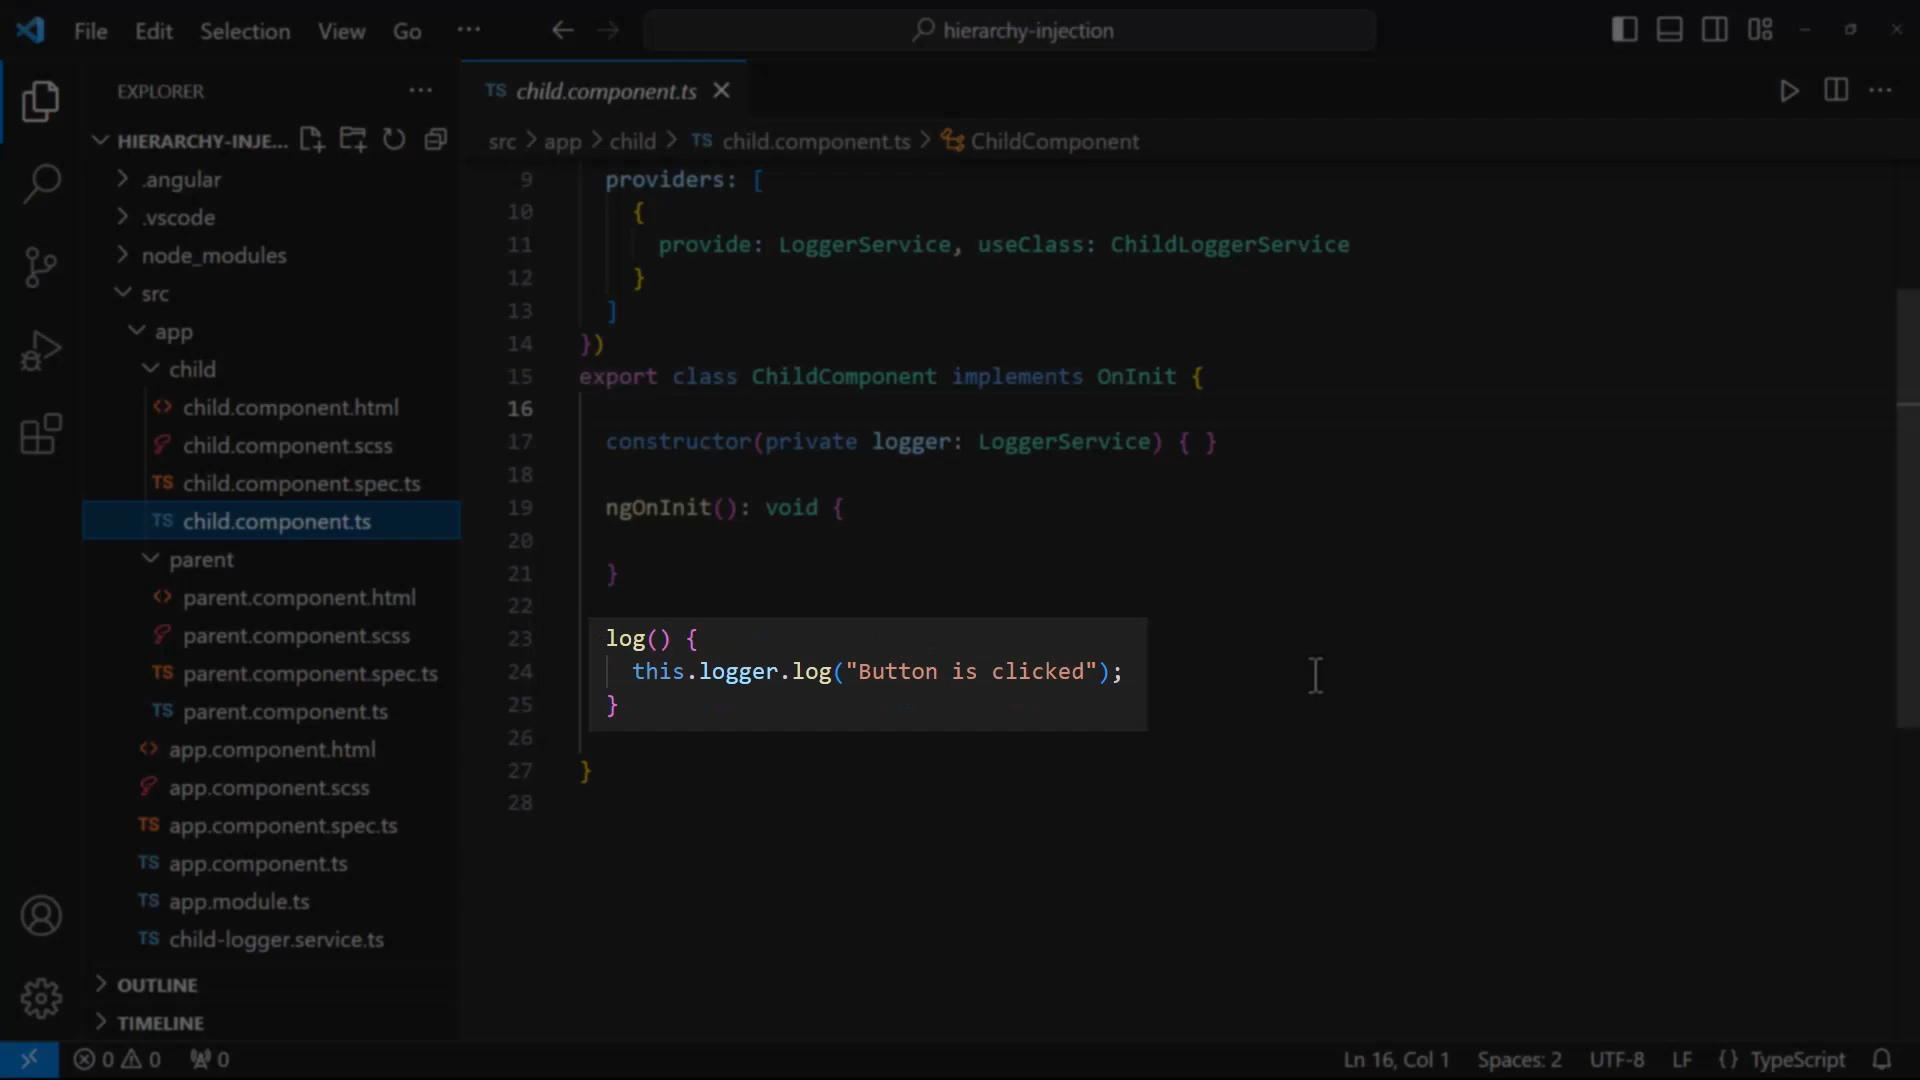 File Edit Selection View Go ··· hierarchy-injection
EXPLORER ···
HIERARCHY-INJE...
.angular
.vscode
node_modules
src
app
child
child.component.html
child.component.scss
TS child.component.spec.ts
TS child.component.ts
parent
parent.component.html
parent.component.scss
TS parent.component.spec.ts
TS parent.component.ts
app.component.html
app.component.scss
TS app.component.spec.ts
TS app.component.ts
TS app.module.ts
TS child-logger.service.ts
OUTLINE
TIMELINE
TS child.component.ts
src > app > child > TS child.component.ts > ChildComponent
9 providers: [
10 {
11 provide: LoggerService, useClass: ChildLoggerService
12 }
13 ]
14 })
15 export class ChildComponent implements OnInit {
16
17 constructor(private logger: LoggerService) { }
18
19 ngOnInit(): void {
20
21 }
22
23 log() {
24 this.logger.log("Button is clicked");
25 }
26
27 }
28
0 0 0 Ln 16, Col 1 Spaces: 2 UTF-8 LF {} TypeScript